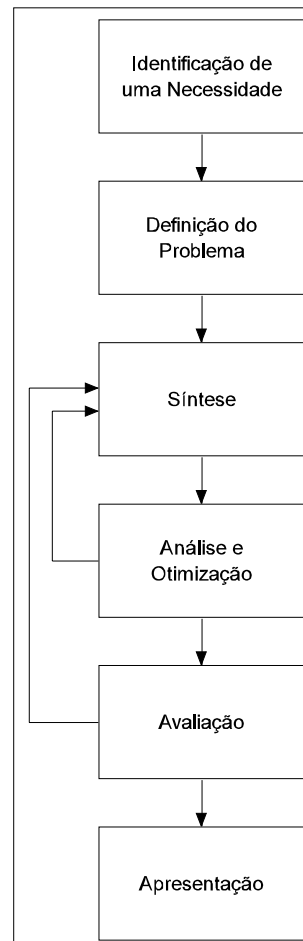 Identificação de
uma Necessidade
Definição do
Problema
Síntese
Análise e
Otimização
Avaliação
Apresentação